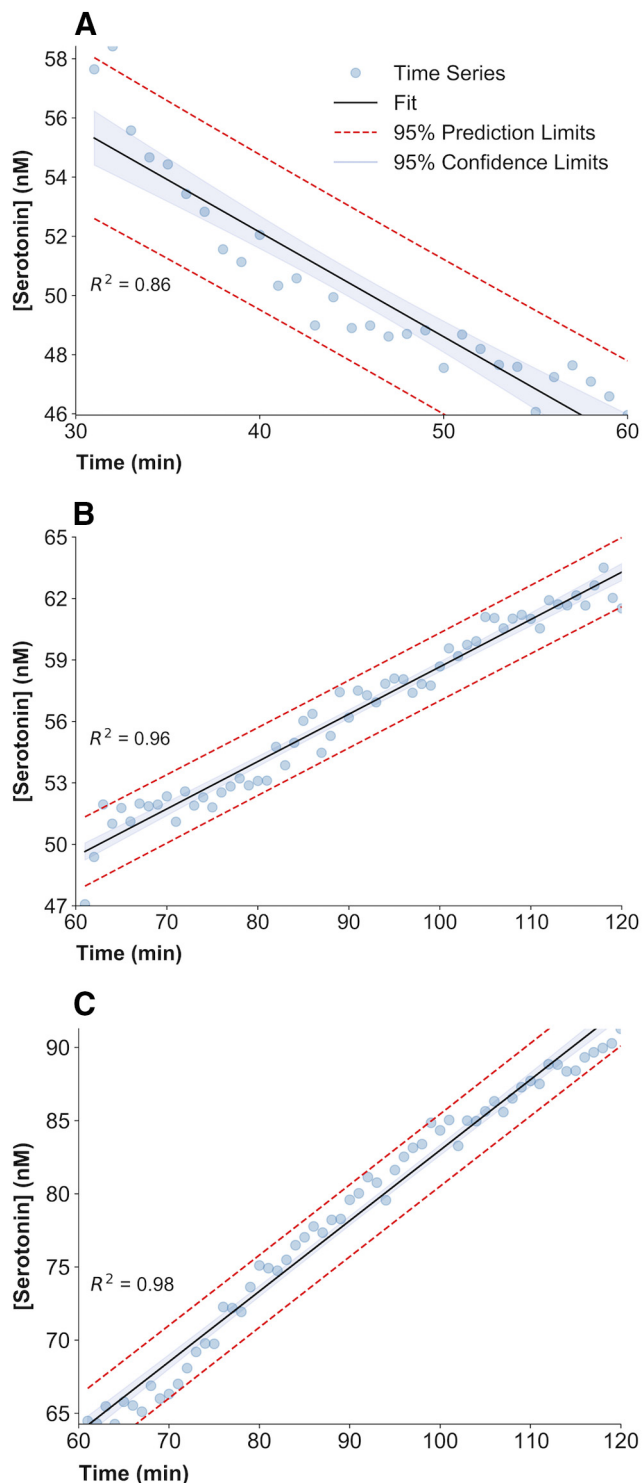 A
58
56
54
52
50
48
46
[Serotonin] (nM)
Time Series
Fit
95% Prediction Limits
95% Confidence Limits
R² = 0.86
30 40 50 60
Time (min)
B
65
62
59
56
53
50
47
[Serotonin] (nM)
R² = 0.96
60 70 80 90 100 110 120
Time (min)
C
90
85
80
75
70
65
[Serotonin] (nM)
R² = 0.98
60 70 80 90 100 110 120
Time (min)